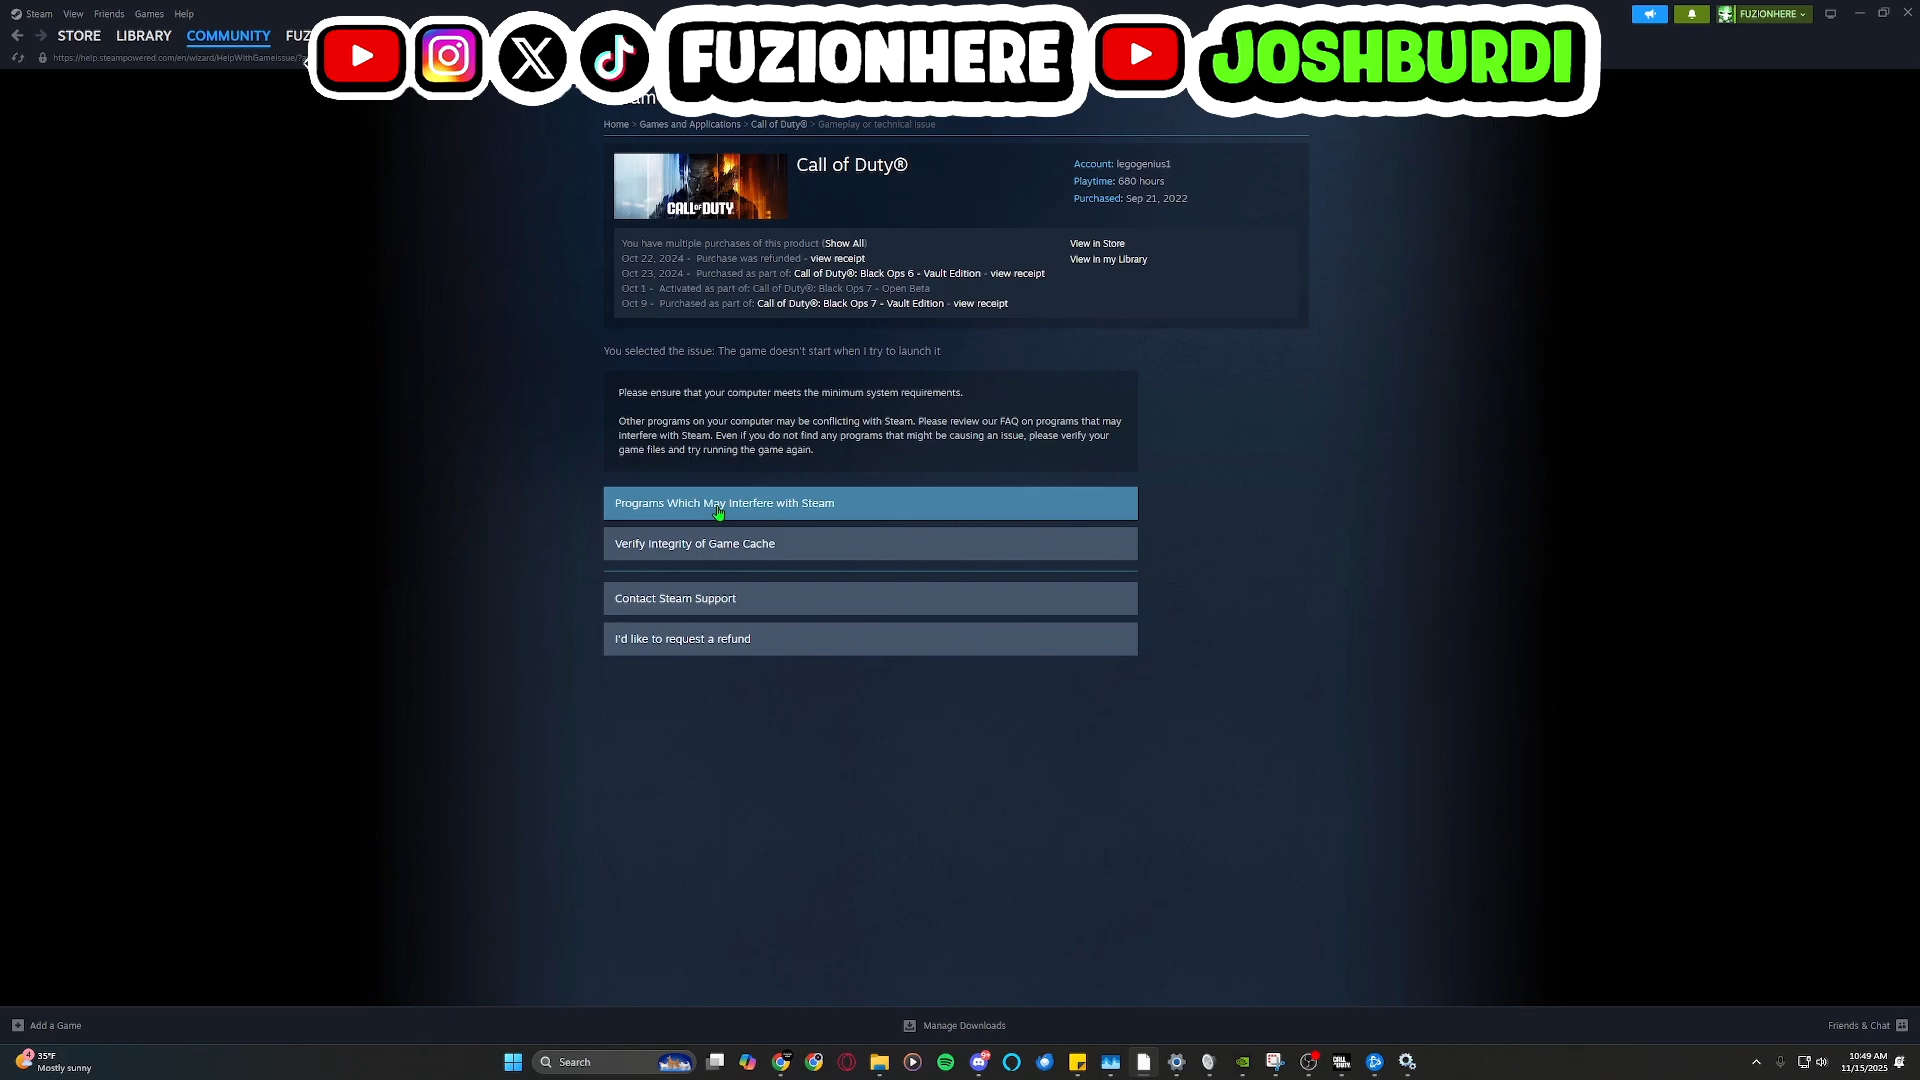 Steam View Friends Games Help
FUZIONHERE
STORE LIBRARY COMMUNITY FUZ
https://help.steampowered.com/en/wizard/HelpWithGameIssue/?
FUZIONHERE
JOSHBURDI
Home > Games and Applications > Call of Duty® > Gameplay or technical issue
CALL OF DUTY
Call of Duty®
Account: legogenius1
Playtime: 680 hours
Purchased: Sep 21, 2022
You have multiple purchases of this product (Show All)
Oct 22, 2024 - Purchase was refunded - view receipt
Oct 23, 2024 - Purchased as part of: Call of Duty®: Black Ops 6 - Vault Edition - view receipt
Oct 1 - Activated as part of: Call of Duty®: Black Ops 7 - Open Beta
Oct 9 - Purchased as part of: Call of Duty®: Black Ops 7 - Vault Edition - view receipt
View in Store
View in my Library
You selected the issue: The game doesn't start when I try to launch it
Please ensure that your computer meets the minimum system requirements.
Other programs on your computer may be conflicting with Steam. Please review our FAQ on programs that may
interfere with Steam. Even if you do not find any programs that might be causing an issue, please verify your
game files and try running the game again.
Programs Which May Interfere with Steam
Verify Integrity of Game Cache
Contact Steam Support
I'd like to request a refund
Add a Game
Manage Downloads
Friends & Chat
35°F
Mostly sunny
Search
10:49 AM
11/15/2025